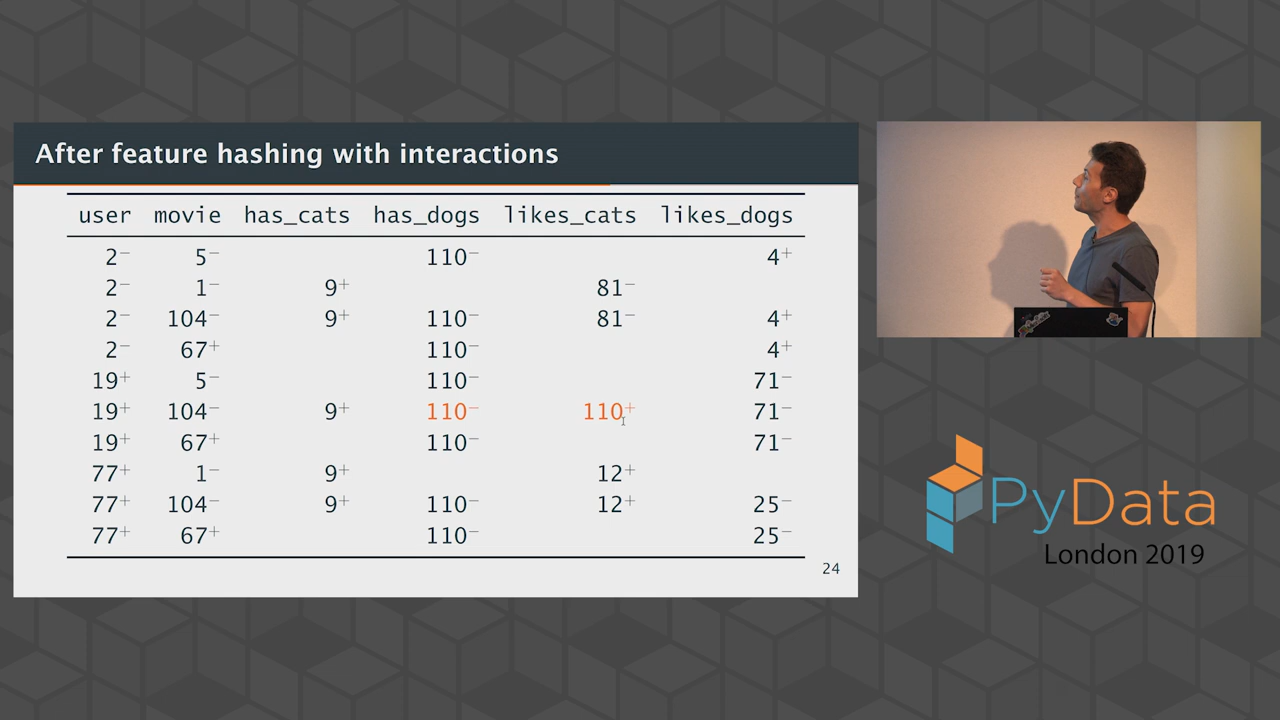 After feature hashing with interactions
user movie has_cats has_dogs likes_cats likes_dogs
2⁻ 5⁻ 110⁻ 4⁺
2⁻ 1⁻ 9⁺ 81⁻
2⁻ 104⁻ 9⁺ 110⁻ 81⁻ 4⁺
2⁻ 67⁺ 110⁻ 4⁺
19⁺ 5⁻ 110⁻ 71⁻
19⁺ 104⁻ 9⁺ 110⁻ 110⁺ 71⁻
19⁺ 67⁺ 110⁻ 71⁻
77⁺ 1⁻ 9⁺ 12⁺
77⁺ 104⁻ 9⁺ 110⁻ 12⁺ 25⁻
77⁺ 67⁺ 110⁻ 25⁻
24
PyData
London 2019